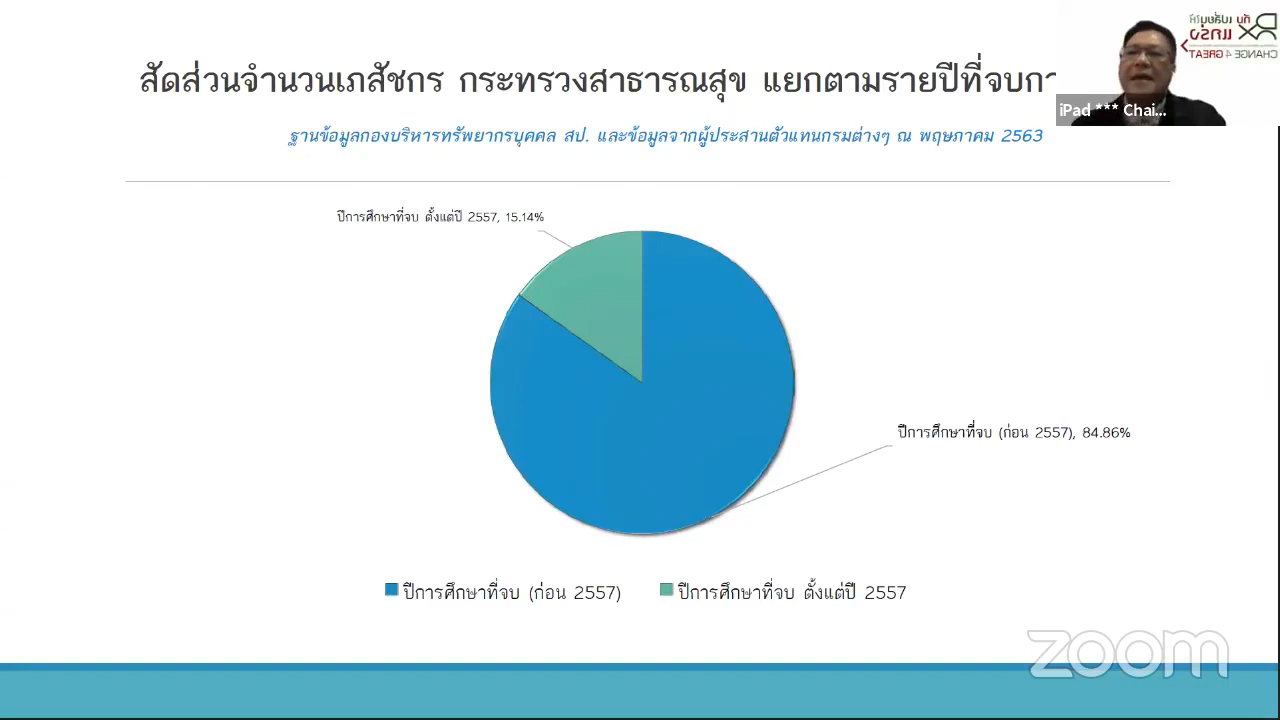 สัดส่วนจำนวนเภสัชกร กระทรวงสาธารณสุข แยกตามรายปีที่จบกา
ฐานข้อมูลกองบริหารทรัพยากรบุคคล สป. และข้อมูลจากผู้ประสานตัวแทนกรมต่างๆ ณ พฤษภาคม 2563
iPad *** Chai...
CHANGE 4 GREAT
ปีการศึกษาที่จบ ตั้งแต่ปี 2557, 15.14%
ปีการศึกษาที่จบ (ก่อน 2557), 84.86%
ปีการศึกษาที่จบ (ก่อน 2557)
ปีการศึกษาที่จบ ตั้งแต่ปี 2557
zoom